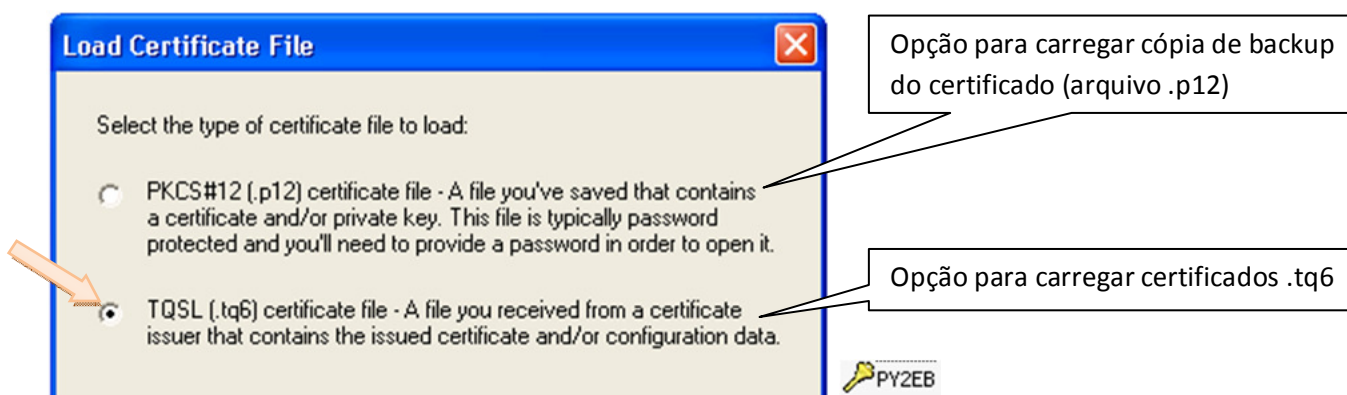 Load Certificate File
Opção para carregar cópia de backup
do certificado (arquivo .p12)
Select the type of certificate file to load:
PKCS#12 (.p12) certificate file - A file you've saved that contains
a certificate and/or private key. This file is typically password
protected and you'll need to provide a password in order to open it.
Opção para carregar certificados .tq6
TQSL (.tq6) certificate file - A file you received from a certificate
issuer that contains the issued certificate and/or configuration data.
PY2EB